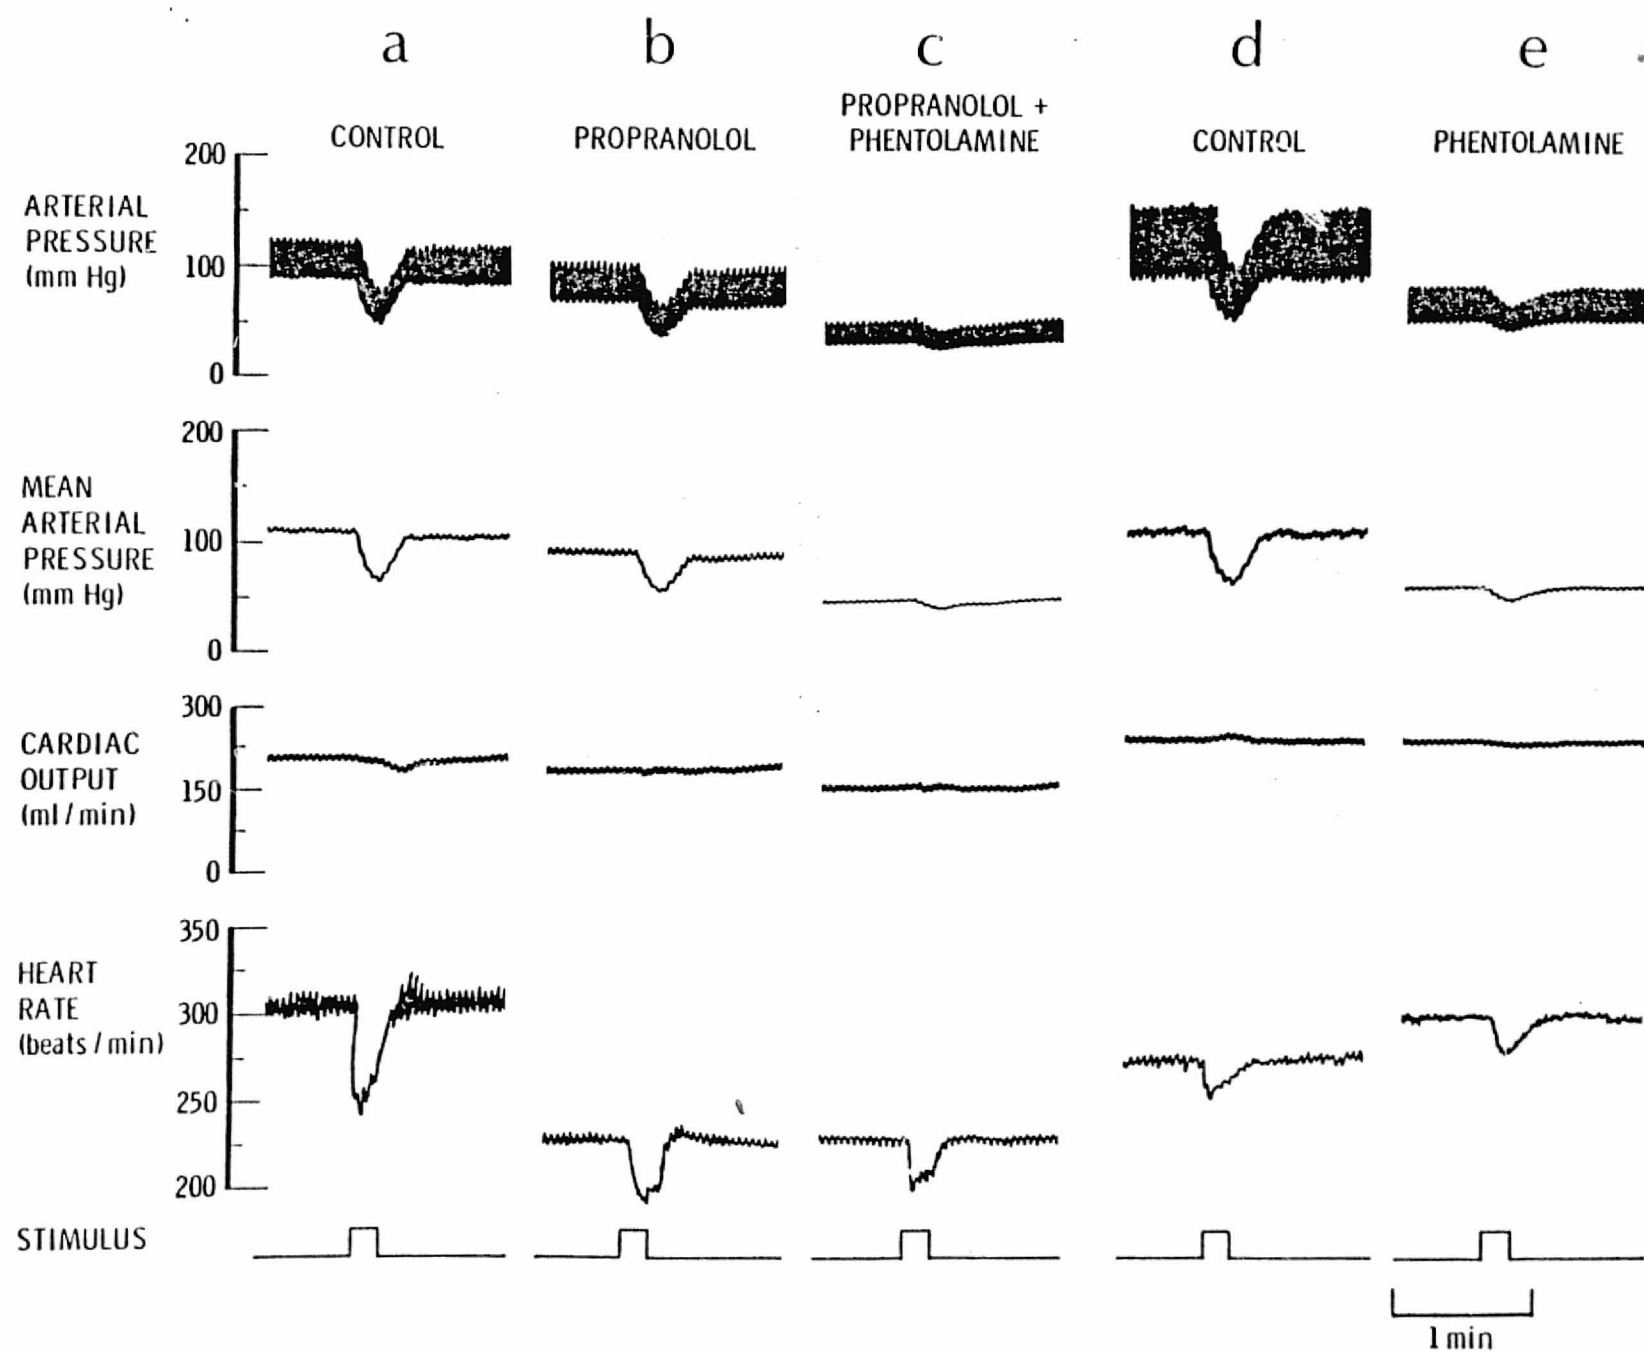 a b c d e
CONTROL PROPRANOLOL PROPRANOLOL + PHENTOLAMINE CONTROL PHENTOLAMINE
ARTERIAL
PRESSURE
(mm Hg)
200
100
0
MEAN
ARTERIAL
PRESSURE
(mm Hg)
200
100
0
CARDIAC
OUTPUT
(ml / min)
300
150
0
HEART
RATE
(beats / min)
350
300
250
200
STIMULUS
1 min